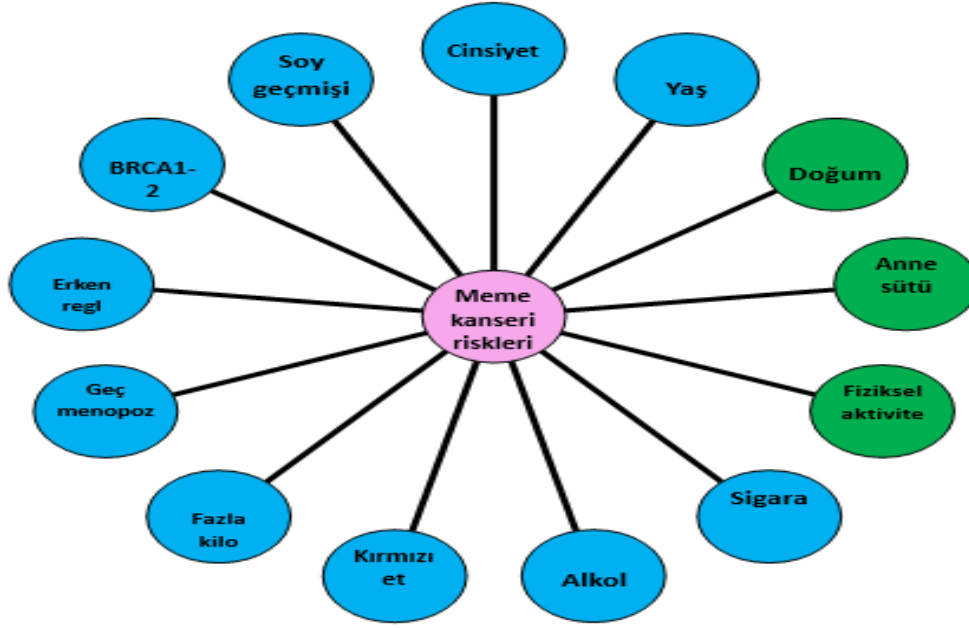 Cinsiyet
Yaş
Doğum
Anne
sütü
Fiziksel
aktivite
Sigara
Alkol
Kırmızı
et
Fazla
kilo
Geç
menopoz
Erken
regl
BRCA1-
2
Soy
geçmişi
Meme
kanseri
riskleri